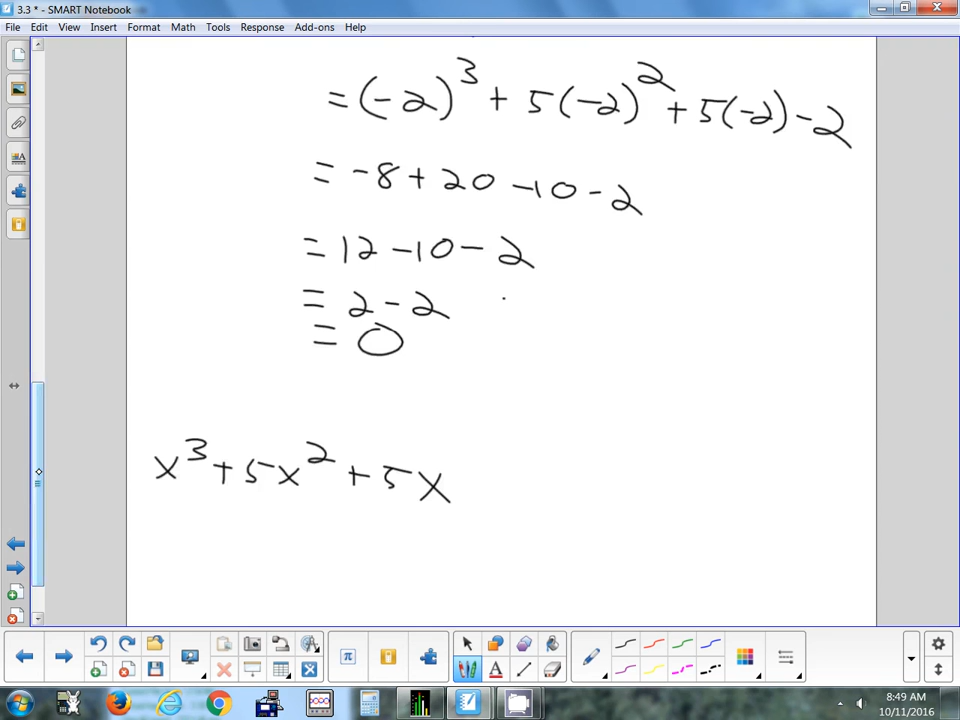 3.3 * - SMART Notebook
File Edit View Insert Format Math Tools Response Add-ons Help
= (-2)³ + 5(-2)² + 5(-2) - 2
= -8 + 20 - 10 - 2
= 12 - 10 - 2
= 2 - 2
= 0
x³ + 5x² + 5x
8:49 AM
10/11/2016